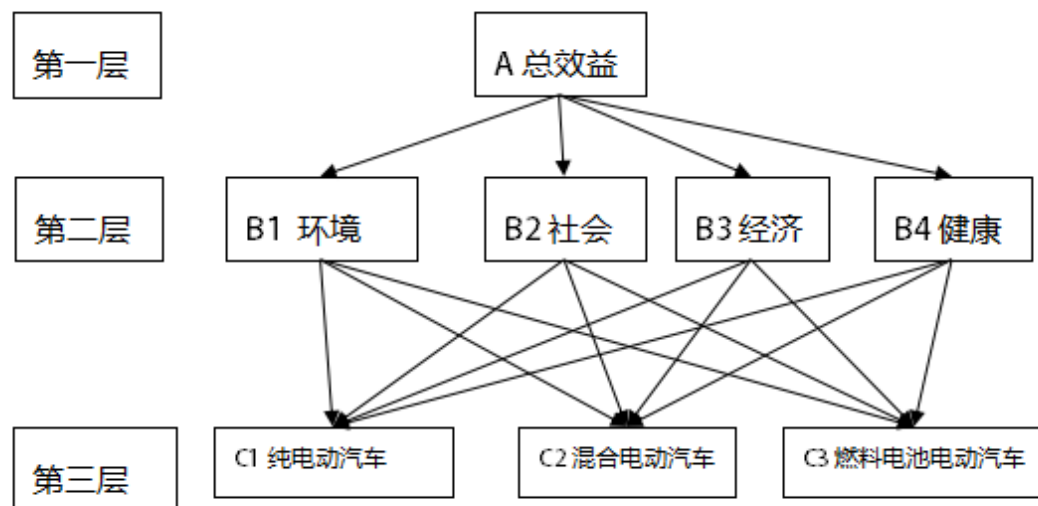 第一层
A 总效益
第二层
B1 环境
B2 社会
B3 经济
B4 健康
第三层
C1 纯电动汽车
C2 混合电动汽车
C3 燃料电池电动汽车